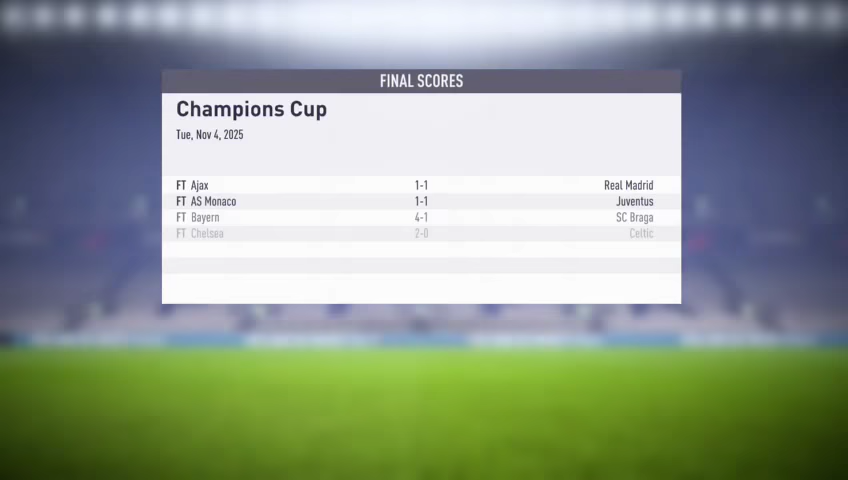 FINAL SCORES
Champions Cup
Tue, Nov 4, 2025
FT Ajax 1-1 Real Madrid
FT AS Monaco 1-1 Juventus
FT Bayern 4-1 SC Braga
FT Chelsea 2-0 Celtic